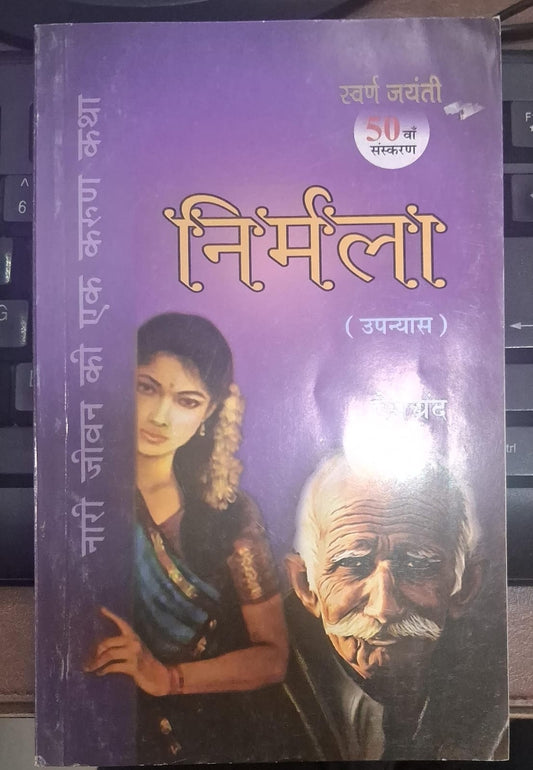 स्वर्ण जयंती
50 वाँ
संस्करण
निर्मला
( उपन्यास )
नारी जीवन की एक करुण कथा